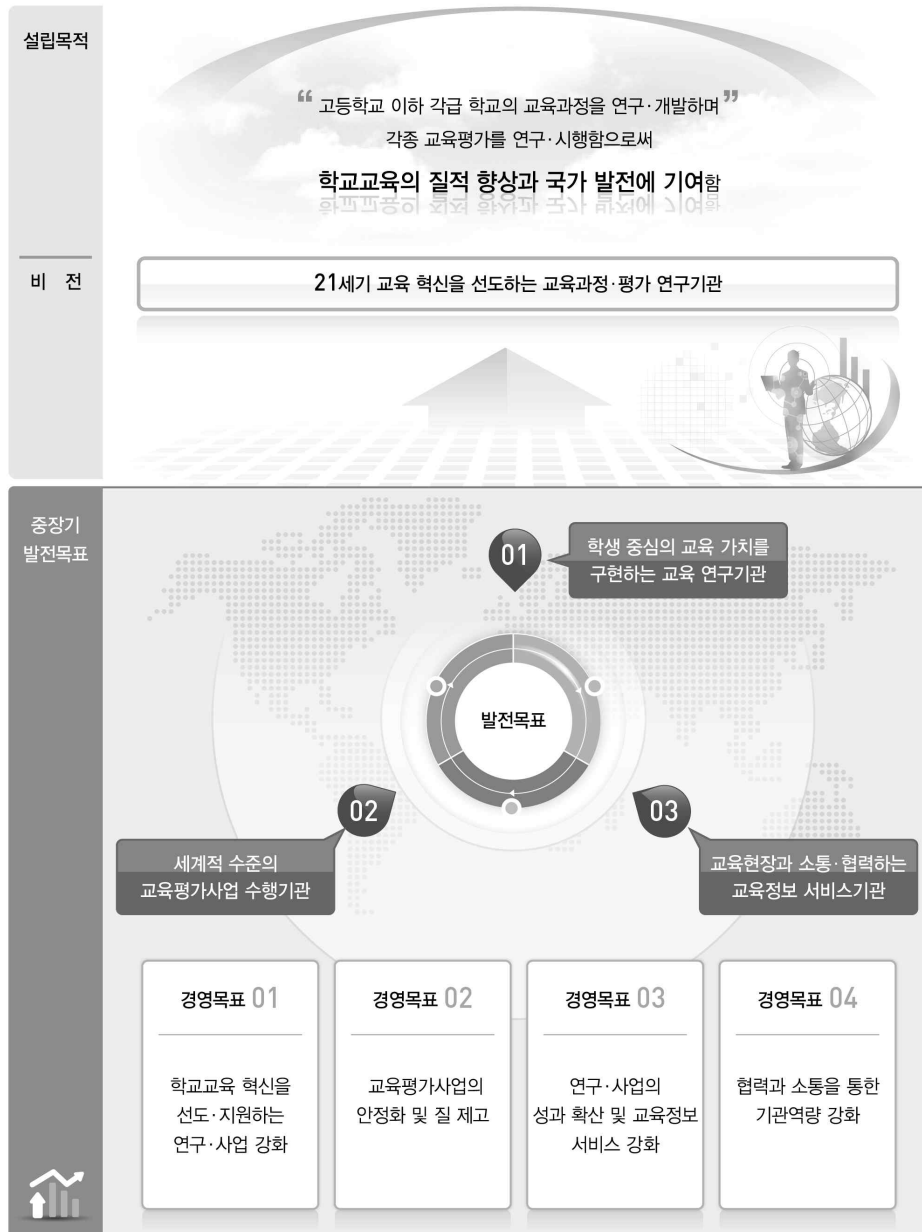 설립목적
“ 고등학교 이하 각급 학교의 교육과정을 연구·개발하며 ”
각종 교육평가를 연구·시행함으로써
학교교육의 질적 향상과 국가 발전에 기여함
비 전
21세기 교육 혁신을 선도하는 교육과정·평가 연구기관
중장기
발전목표
01
학생 중심의 교육 가치를
구현하는 교육 연구기관
발전목표
02
세계적 수준의
교육평가사업 수행기관
03
교육현장과 소통·협력하는
교육정보 서비스기관
경영목표 01
학교교육 혁신을
선도·지원하는
연구·사업 강화
경영목표 02
교육평가사업의
안정화 및 질 제고
경영목표 03
연구·사업의
성과 확산 및 교육정보
서비스 강화
경영목표 04
협력과 소통을 통한
기관역량 강화